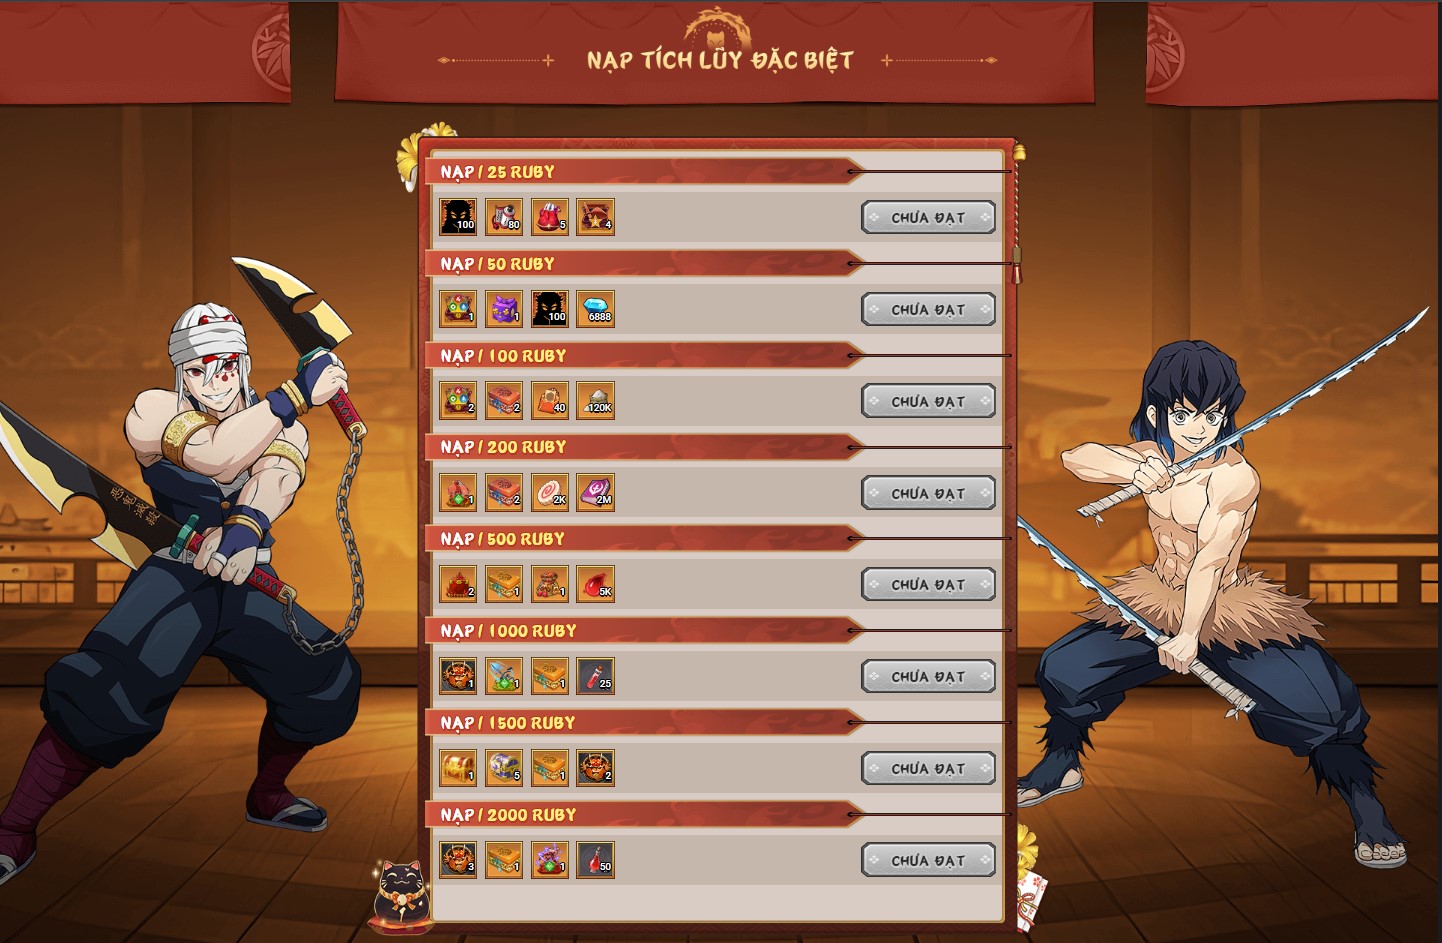 NẠP TÍCH LŨY ĐẶC BIỆT
NẠP / 25 RUBY
100 80 5 4
CHƯA ĐẠT
NẠP / 50 RUBY
1 1 100 6888
CHƯA ĐẠT
NẠP / 100 RUBY
2 2 40 120K
CHƯA ĐẠT
NẠP / 200 RUBY
1 2 2K 2M
CHƯA ĐẠT
NẠP / 500 RUBY
2 1 1 5K
CHƯA ĐẠT
NẠP / 1000 RUBY
1 1 1 25
CHƯA ĐẠT
NẠP / 1500 RUBY
1 5 1 2
CHƯA ĐẠT
NẠP / 2000 RUBY
3 1 1 50
CHƯA ĐẠT